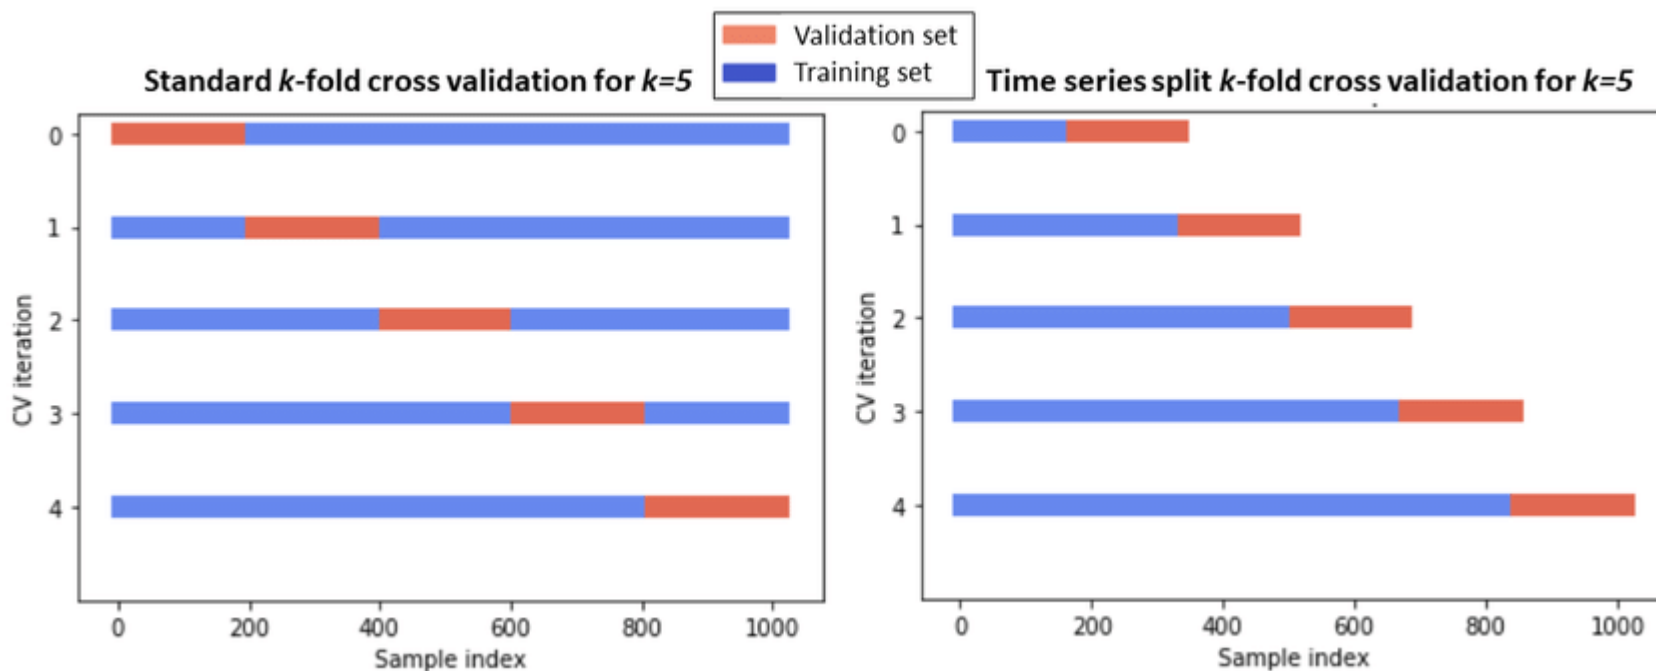 Validation set
Training set
Standard k-fold cross validation for k=5
Time series split k-fold cross validation for k=5
CV iteration
0
1
2
3
4
0 200 400 600 800 1000
Sample index
CV iteration
0
1
2
3
4
0 200 400 600 800 1000
Sample index